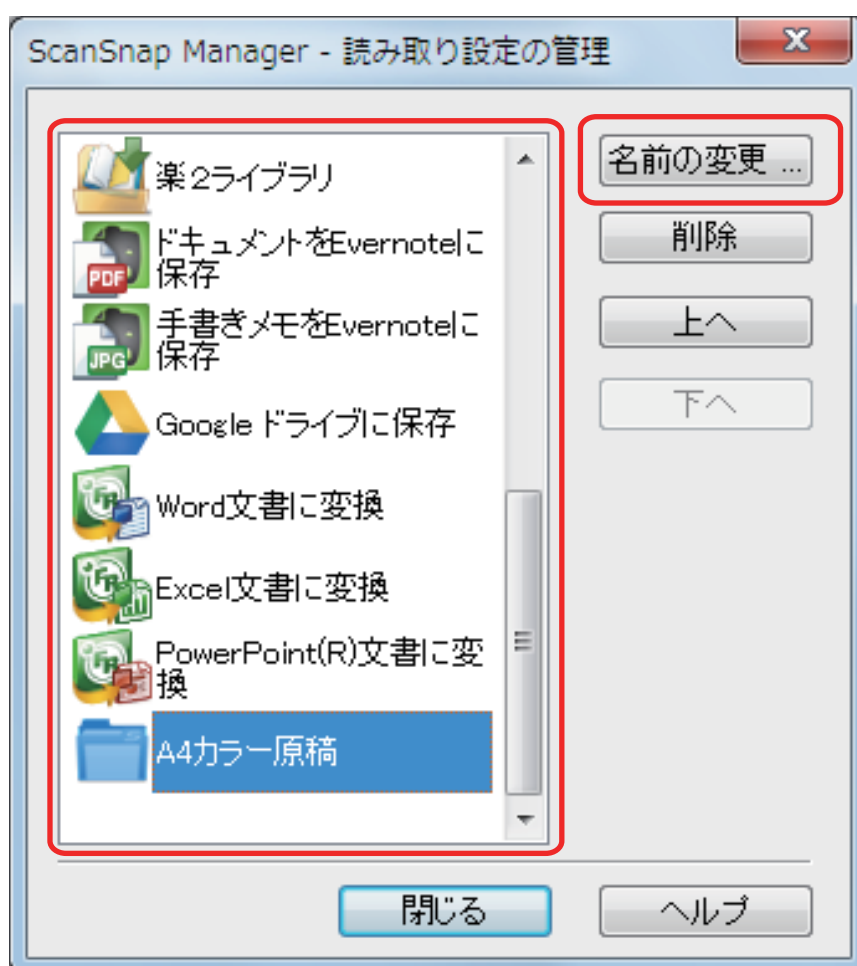 ScanSnap Manager - 読み取り設定の管理
楽2ライブラリ
ドキュメントをEvernoteに
保存
PDF
手書きメモをEvernoteに
保存
JPG
Google ドライブに保存
Word文書に変換
Excel文書に変換
PowerPoint(R)文書に変
換
A4カラー原稿
名前の変更 ...
削除
上へ
下へ
閉じる
ヘルプ